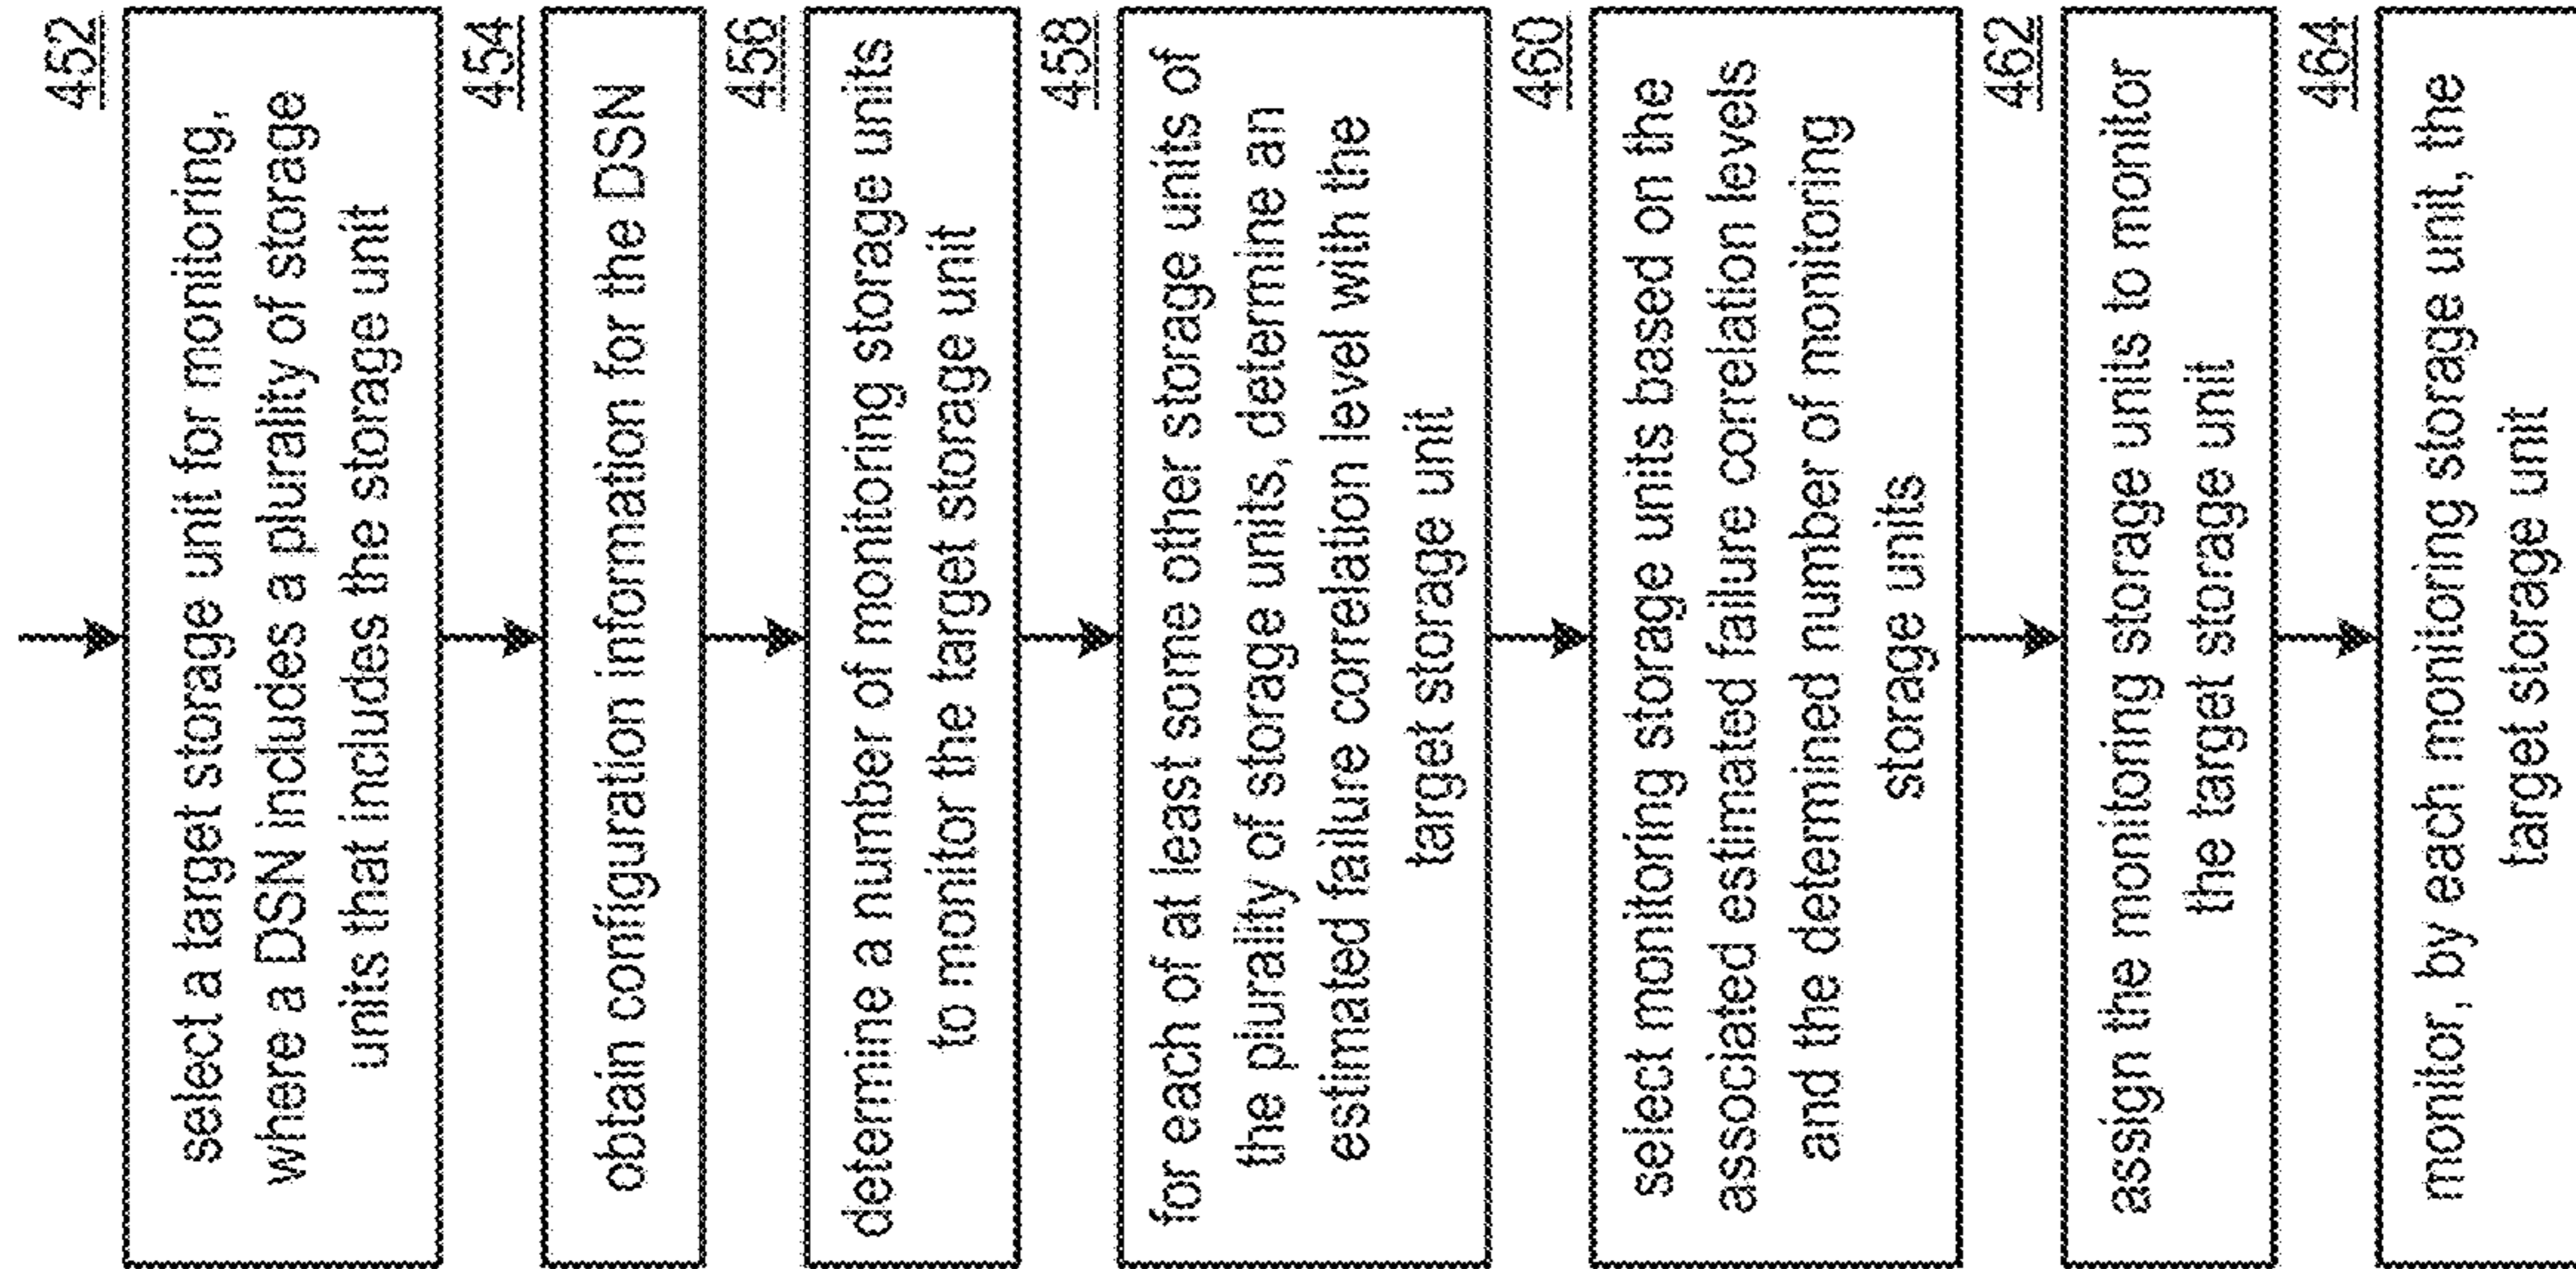 452
select a target storage unit for monitoring,
where a DSN includes a plurality of storage
units that includes the storage unit
454
obtain configuration information for the DSN
456
determine a number of monitoring storage units
to monitor the target storage unit
458
for each of at least some other storage units of
the plurality of storage units, determine an
estimated failure correlation level with the
target storage unit
460
select monitoring storage units based on the
associated estimated failure correlation levels
and the determined number of monitoring
storage units
462
assign the monitoring storage units to monitor
the target storage unit
464
monitor, by each monitoring storage unit, the
target storage unit